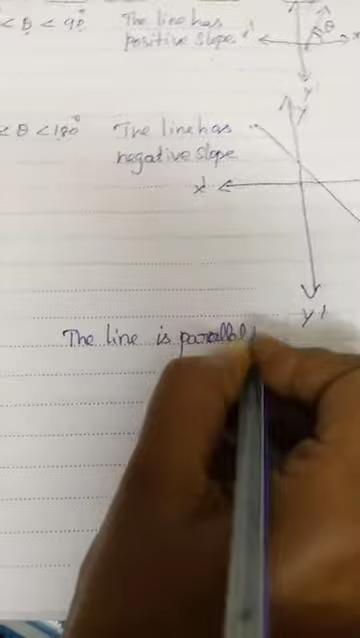 < θ < 90° The line has
positive slope. x' θ x
y'
< θ < 180° The line has
negative slope
x'
y'
The line is parallel